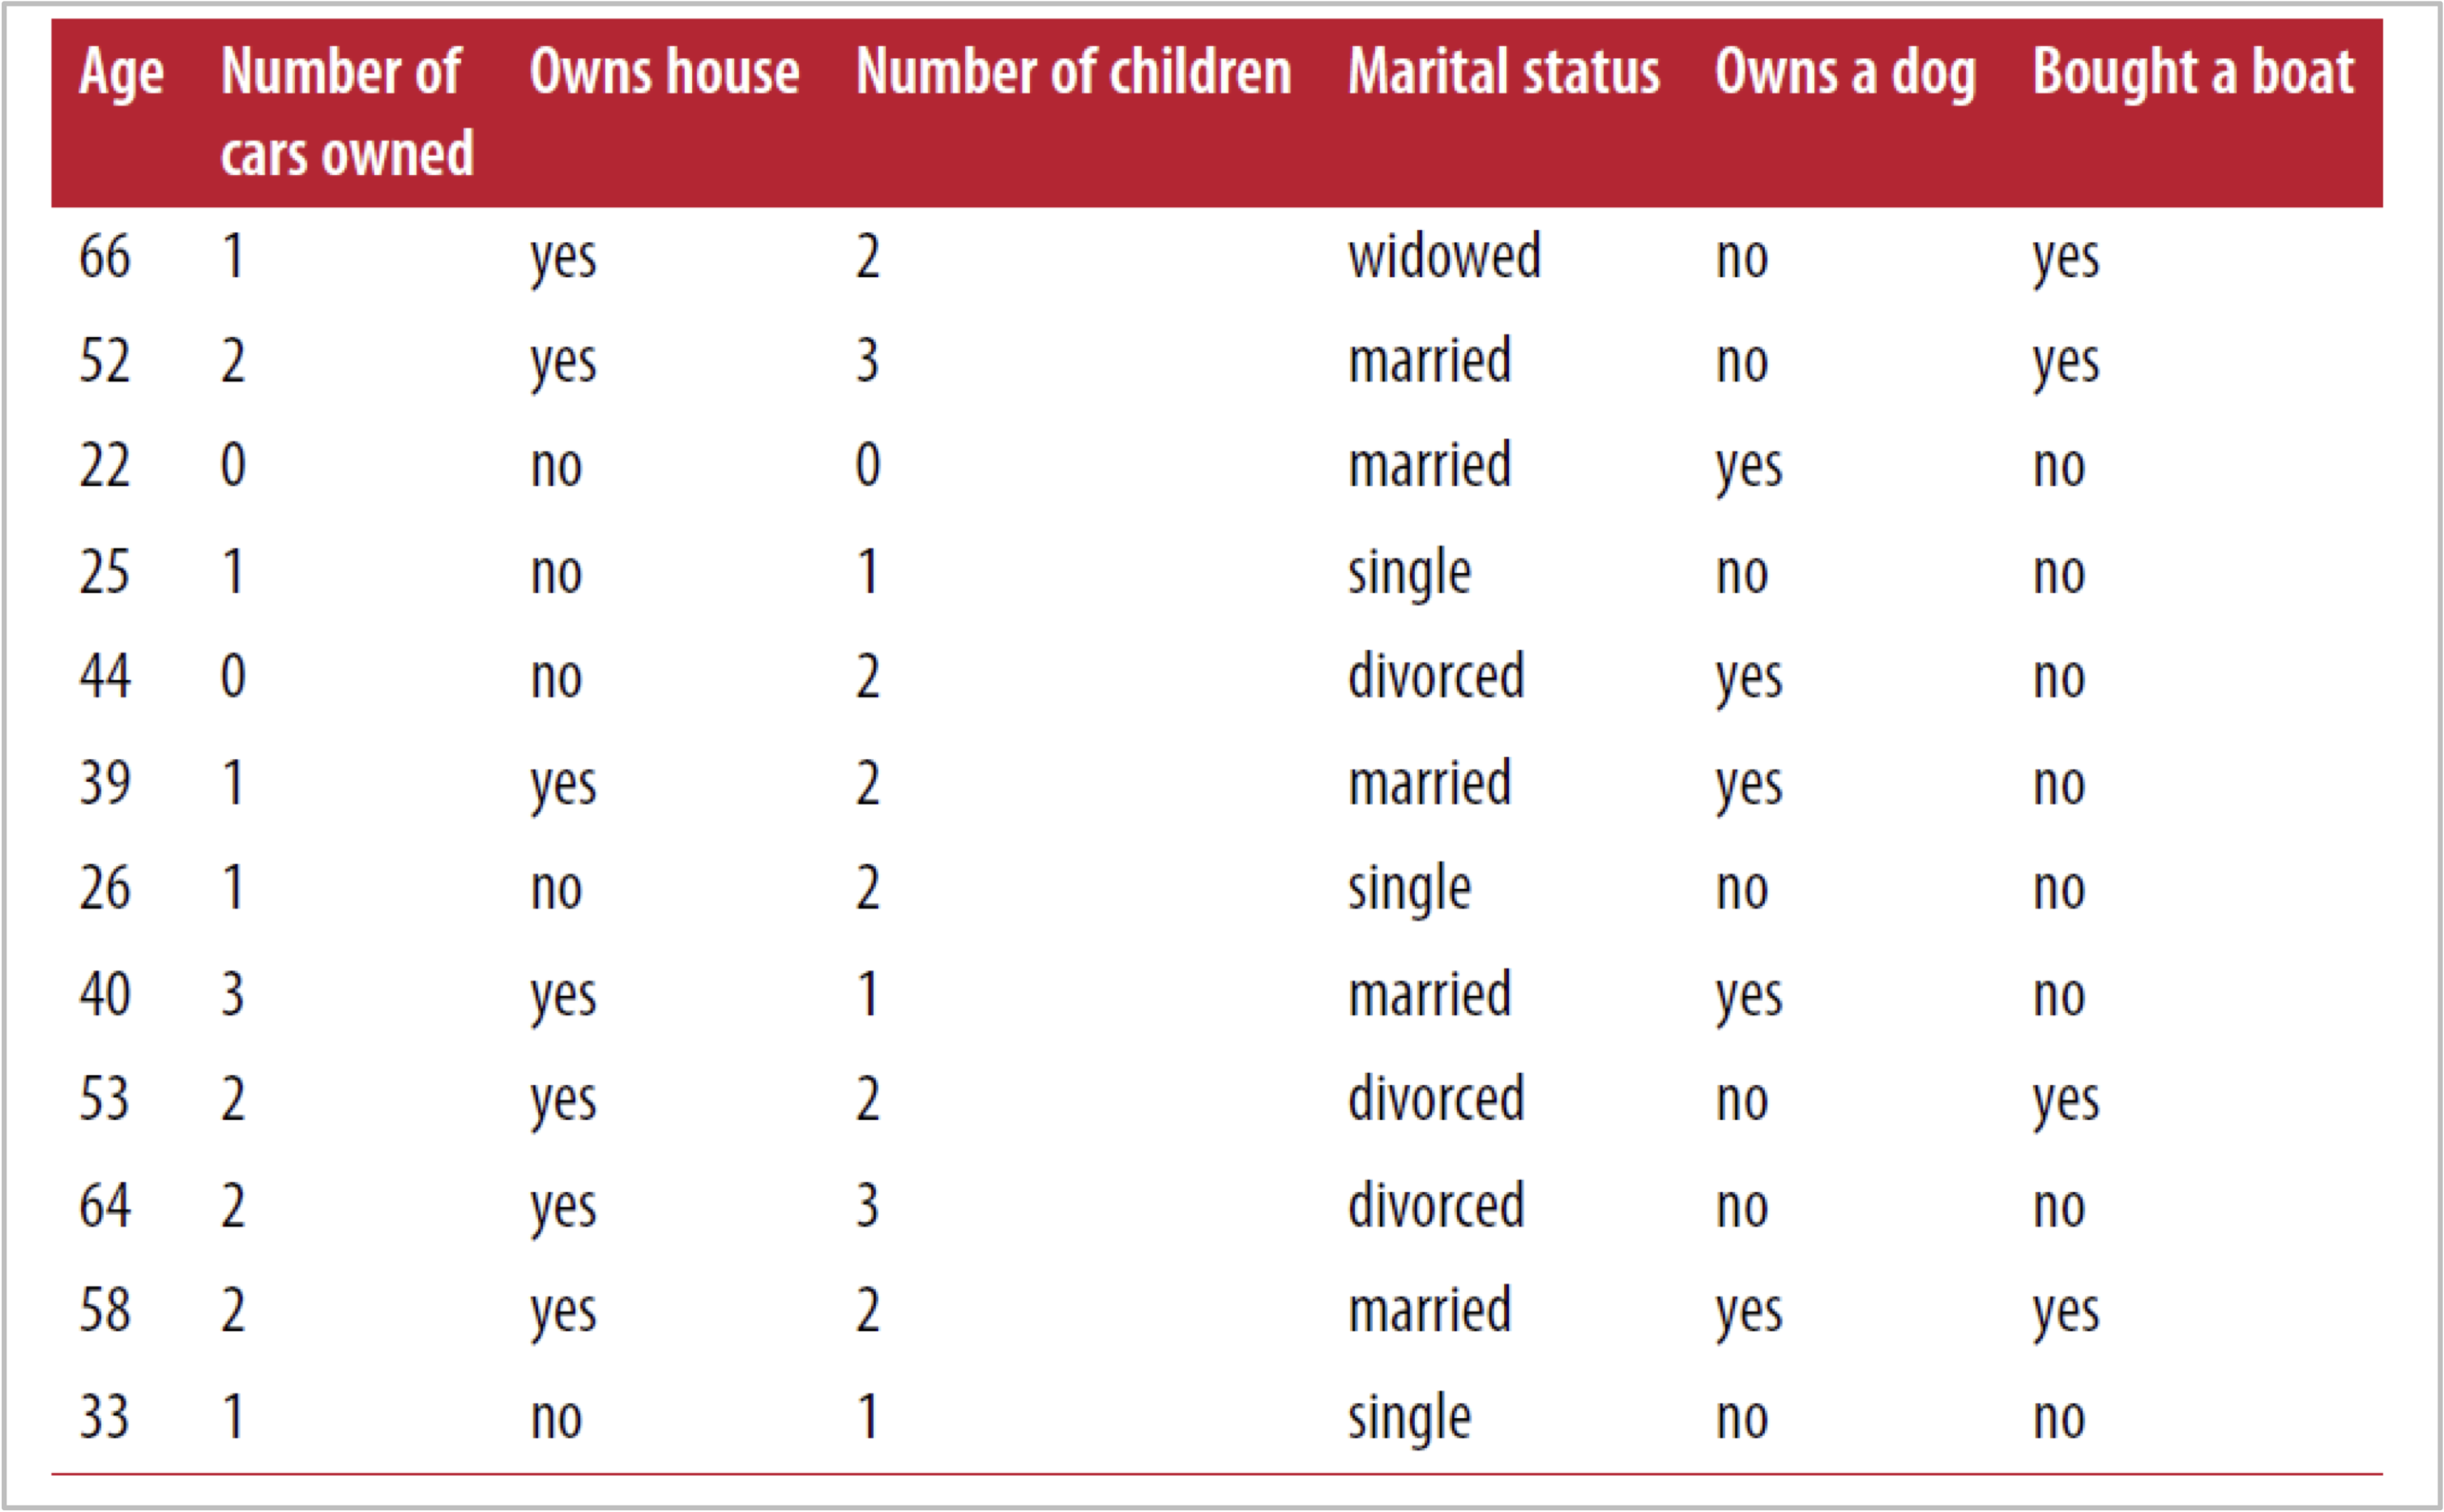 Age Number of cars owned Owns house Number of children Marital status Owns a dog Bought a boat
66 1 yes 2 widowed no yes
52 2 yes 3 married no yes
22 0 no 0 married yes no
25 1 no 1 single no no
44 0 no 2 divorced yes no
39 1 yes 2 married yes no
26 1 no 2 single no no
40 3 yes 1 married yes no
53 2 yes 2 divorced no yes
64 2 yes 3 divorced no no
58 2 yes 2 married yes yes
33 1 no 1 single no no